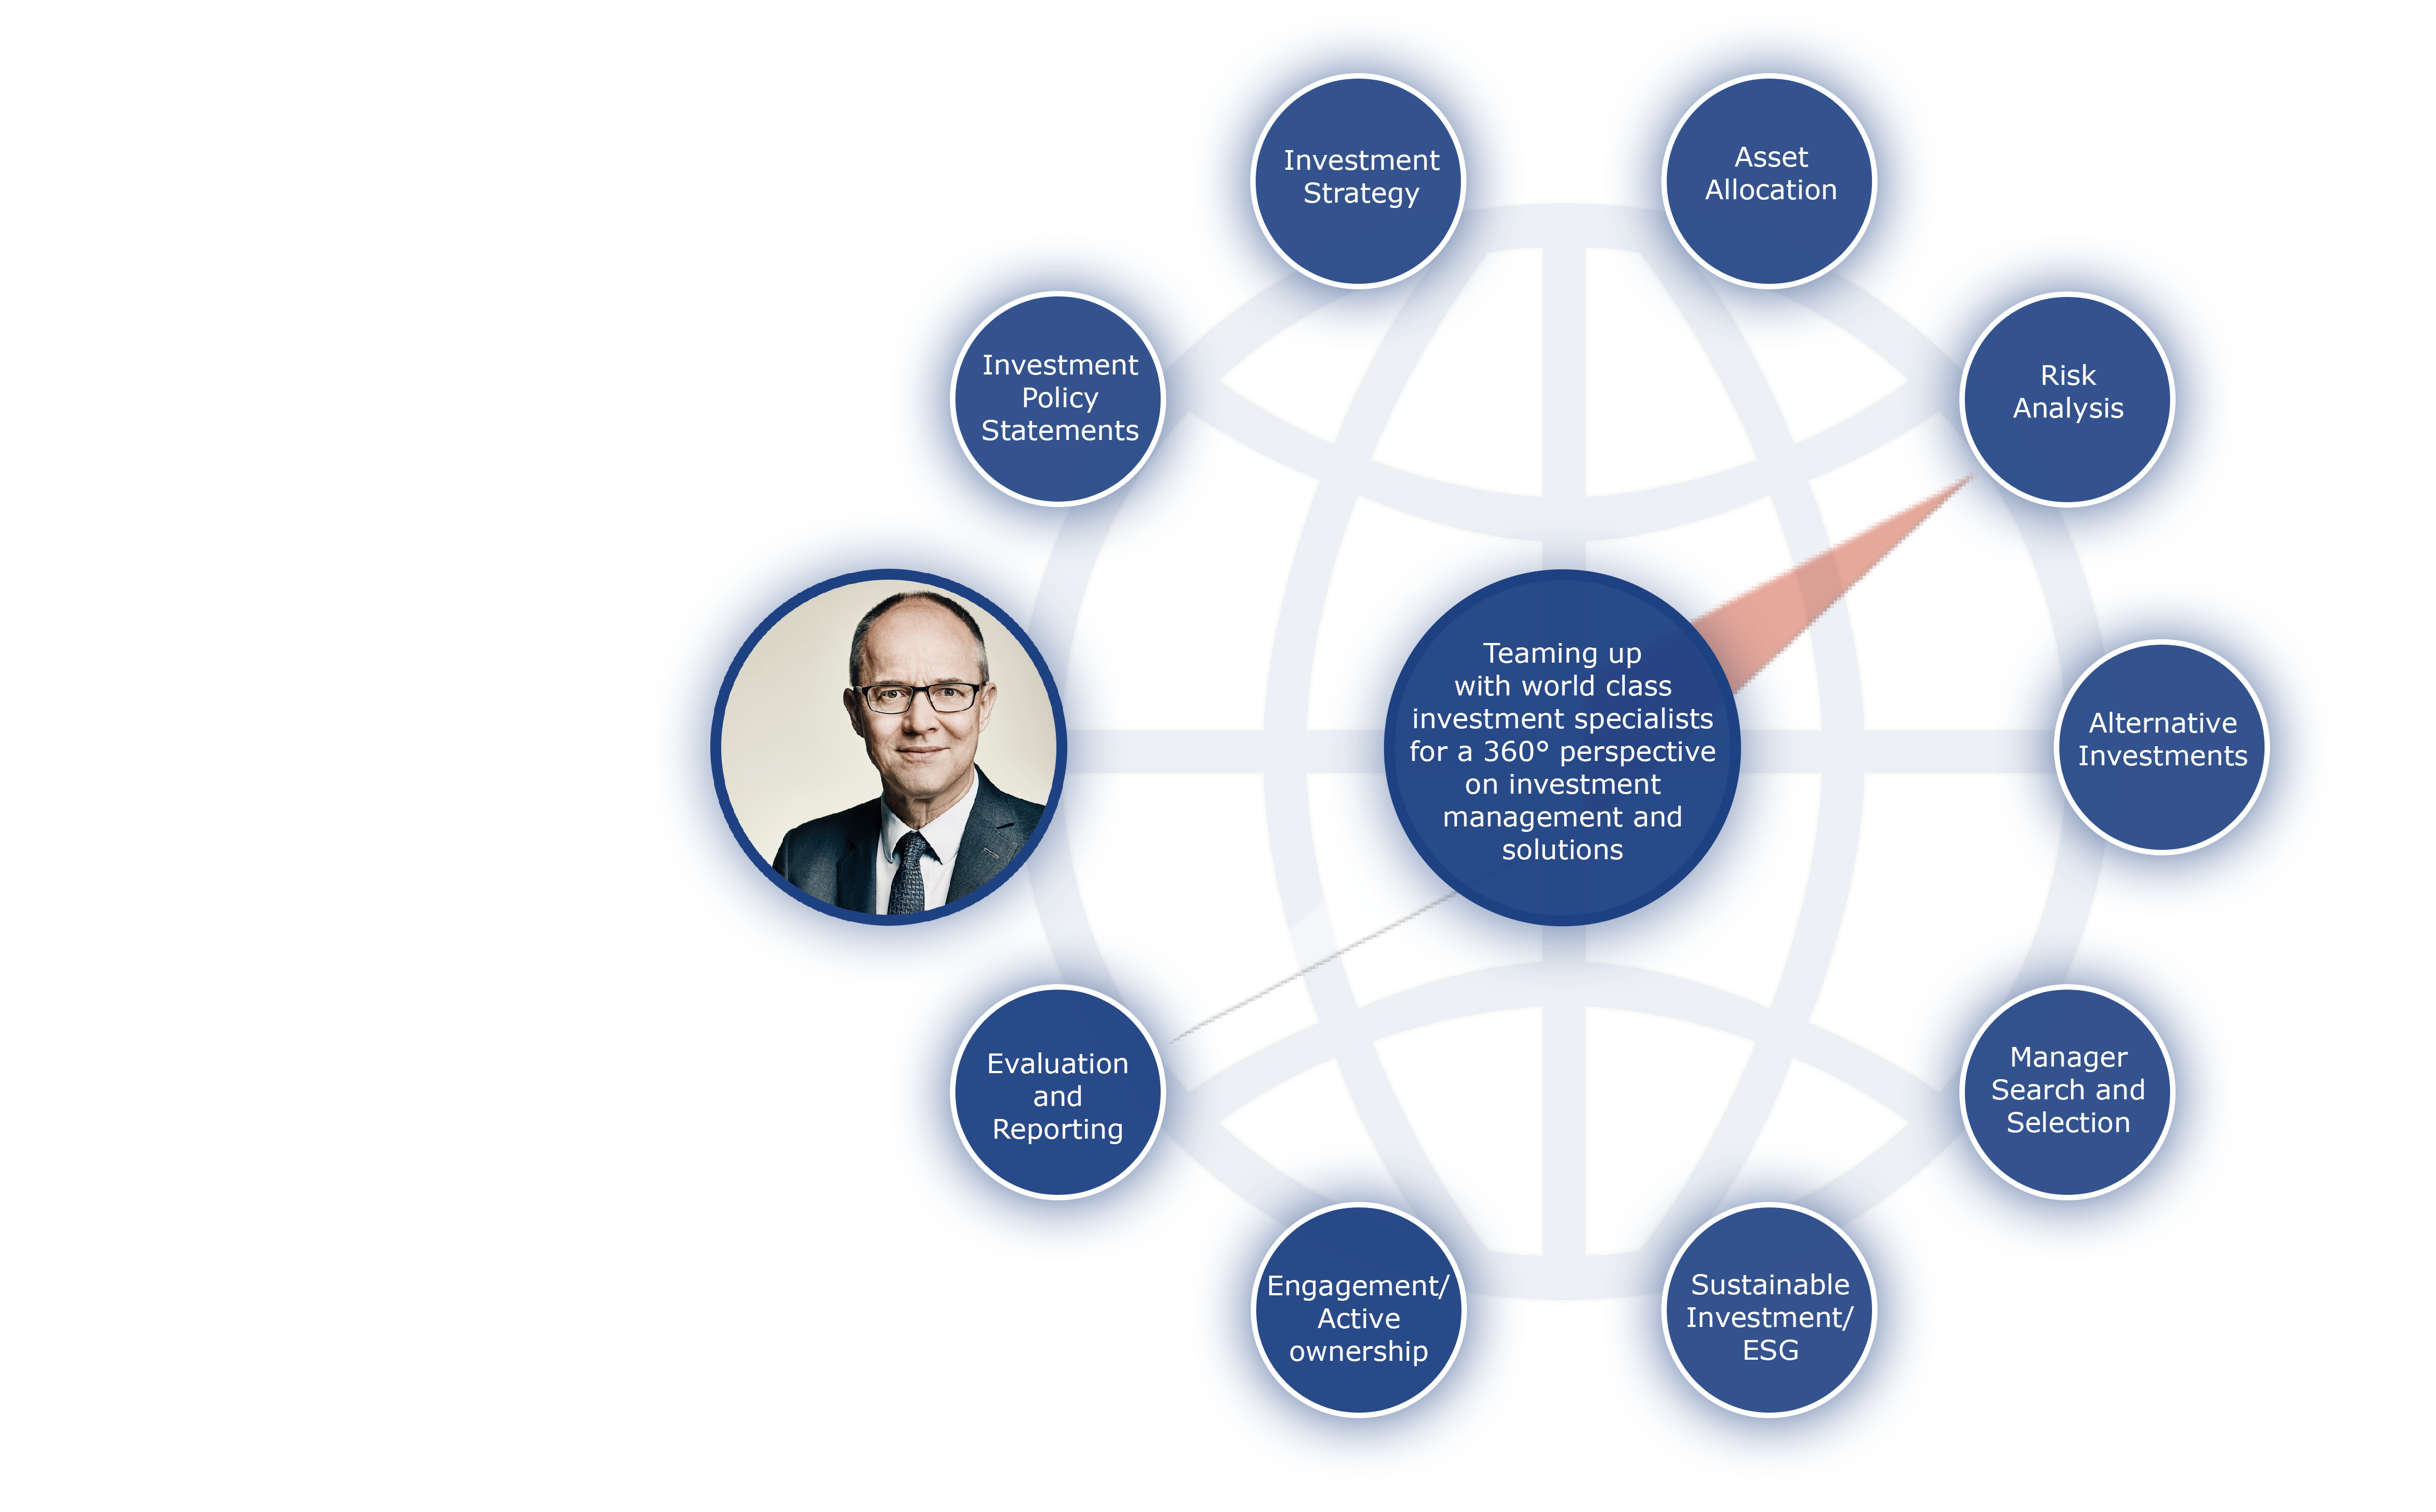 Investment
Strategy
Asset
Allocation
Investment
Policy
Statements
Risk
Analysis
Teaming up
with world class
investment specialists
for a 360° perspective
on investment
management and
solutions
Alternative
Investments
Evaluation
and
Reporting
Manager
Search and
Selection
Engagement/
Active
ownership
Sustainable
Investment/
ESG